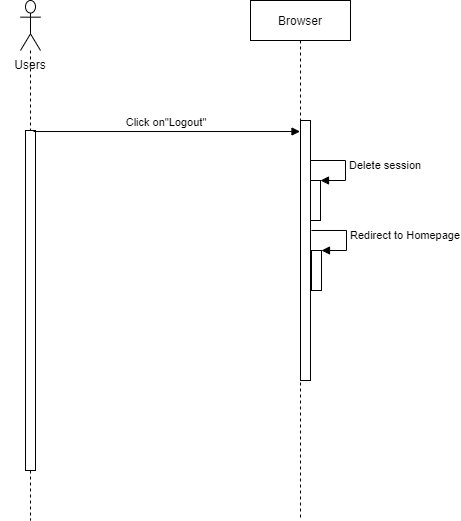 Browser
Users
Click on"Logout"
Delete session
Redirect to Homepage